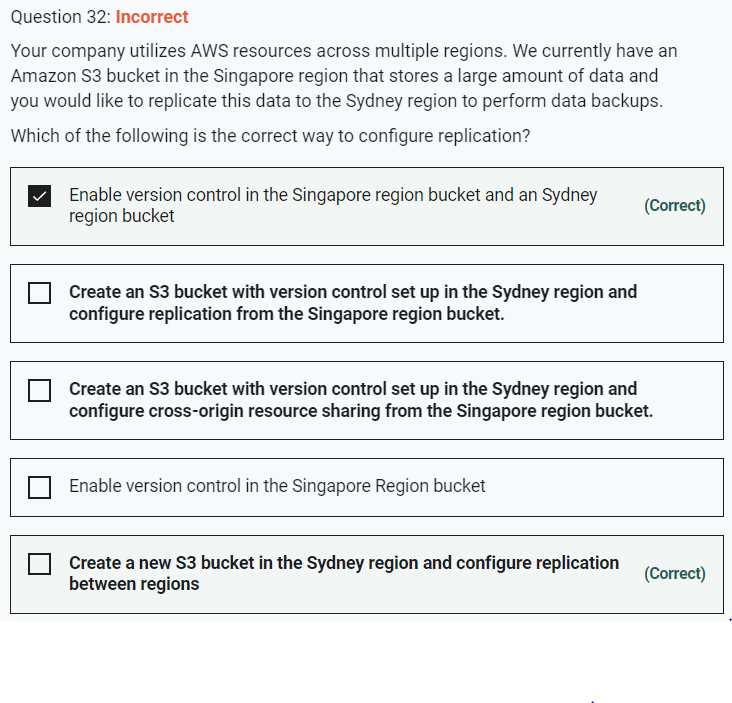 Question 32: Incorrect
Your company utilizes AWS resources across multiple regions. We currently have an
Amazon S3 bucket in the Singapore region that stores a large amount of data and
you would like to replicate this data to the Sydney region to perform data backups.
Which of the following is the correct way to configure replication?
Enable version control in the Singapore region bucket and an Sydney
region bucket
(Correct)
Create an S3 bucket with version control set up in the Sydney region and
configure replication from the Singapore region bucket.
Create an S3 bucket with version control set up in the Sydney region and
configure cross-origin resource sharing from the Singapore region bucket.
Enable version control in the Singapore Region bucket
Create a new S3 bucket in the Sydney region and configure replication
between regions
(Correct)